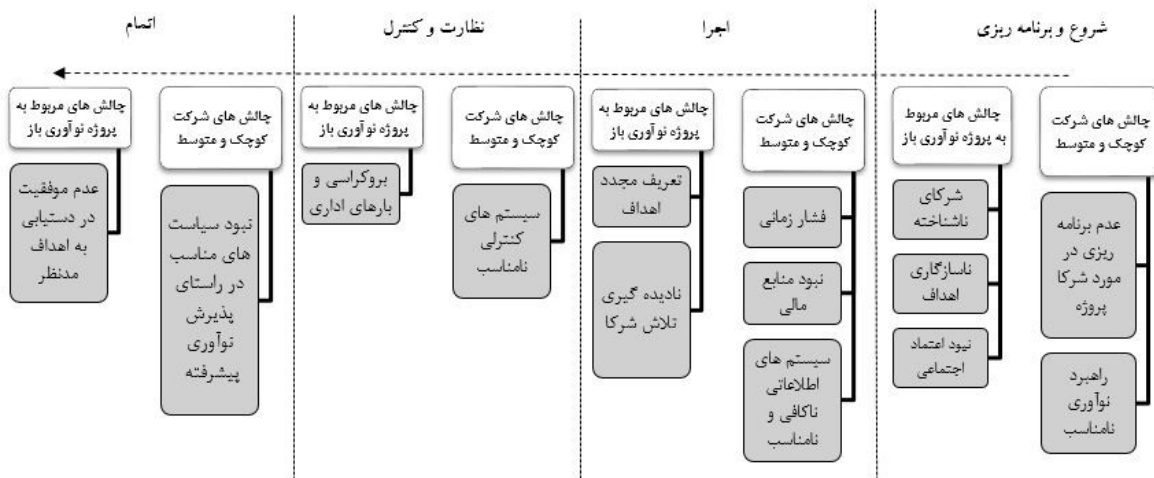 شروع و برنامه ریزی
اجرا
نظارت و کنترل
اتمام
چالش های شرکت
کوچک و متوسط
عدم برنامه
ریزی در
مورد شرکا
پروژه
راهبرد
نوآوری
نامناسب
چالش های مربوط
به پروژه نوآوری باز
شرکای
ناشناخته
ناسازگاری
اهداف
نبود اعتماد
اجتماعی
چالش های شرکت
کوچک و متوسط
فشار زمانی
نبود منابع
مالی
سیستم های
اطلاعاتی
ناکافی و
نامناسب
چالش های مربوط به
پروژه نوآوری باز
تعریف مجدد
اهداف
نادیده گیری
تلاش شرکا
چالش های شرکت
کوچک و متوسط
سیستم های
کنترلی
نامناسب
چالش های مربوط به
پروژه نوآوری باز
بروکراسی و
بارهای اداری
چالش های شرکت
کوچک و متوسط
نبود سیاست
های مناسب
در راستای
پذیرش
نوآوری
پیشرفته
چالش های مربوط به
پروژه نوآوری باز
عدم موفقیت
در دستیابی
به اهداف
مدنظر